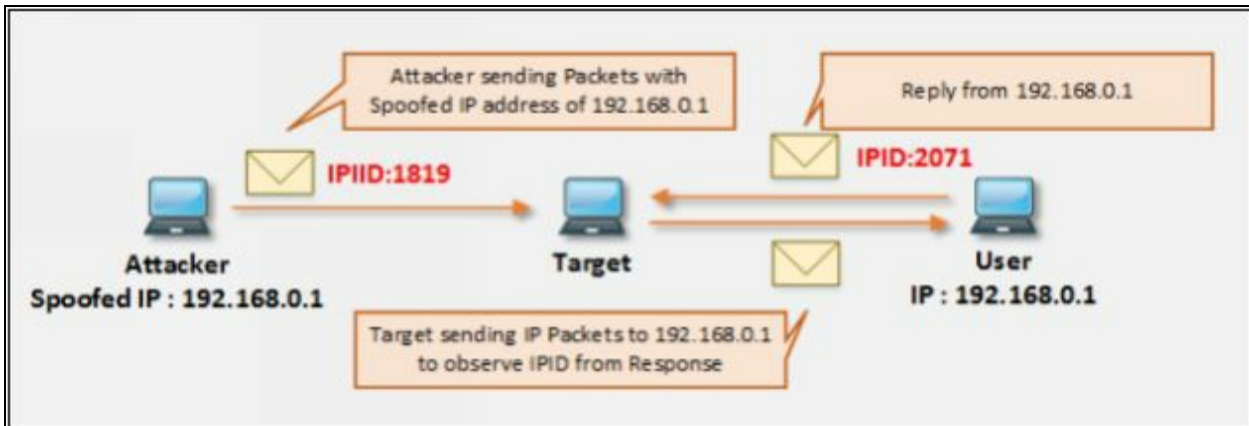 Attacker sending Packets with
Spoofed IP address of 192.168.0.1
Reply from 192.168.0.1
IPIID:1819
IPID:2071
Attacker
Spoofed IP : 192.168.0.1
Target
User
IP : 192.168.0.1
Target sending IP Packets to 192.168.0.1
to observe IPID from Response